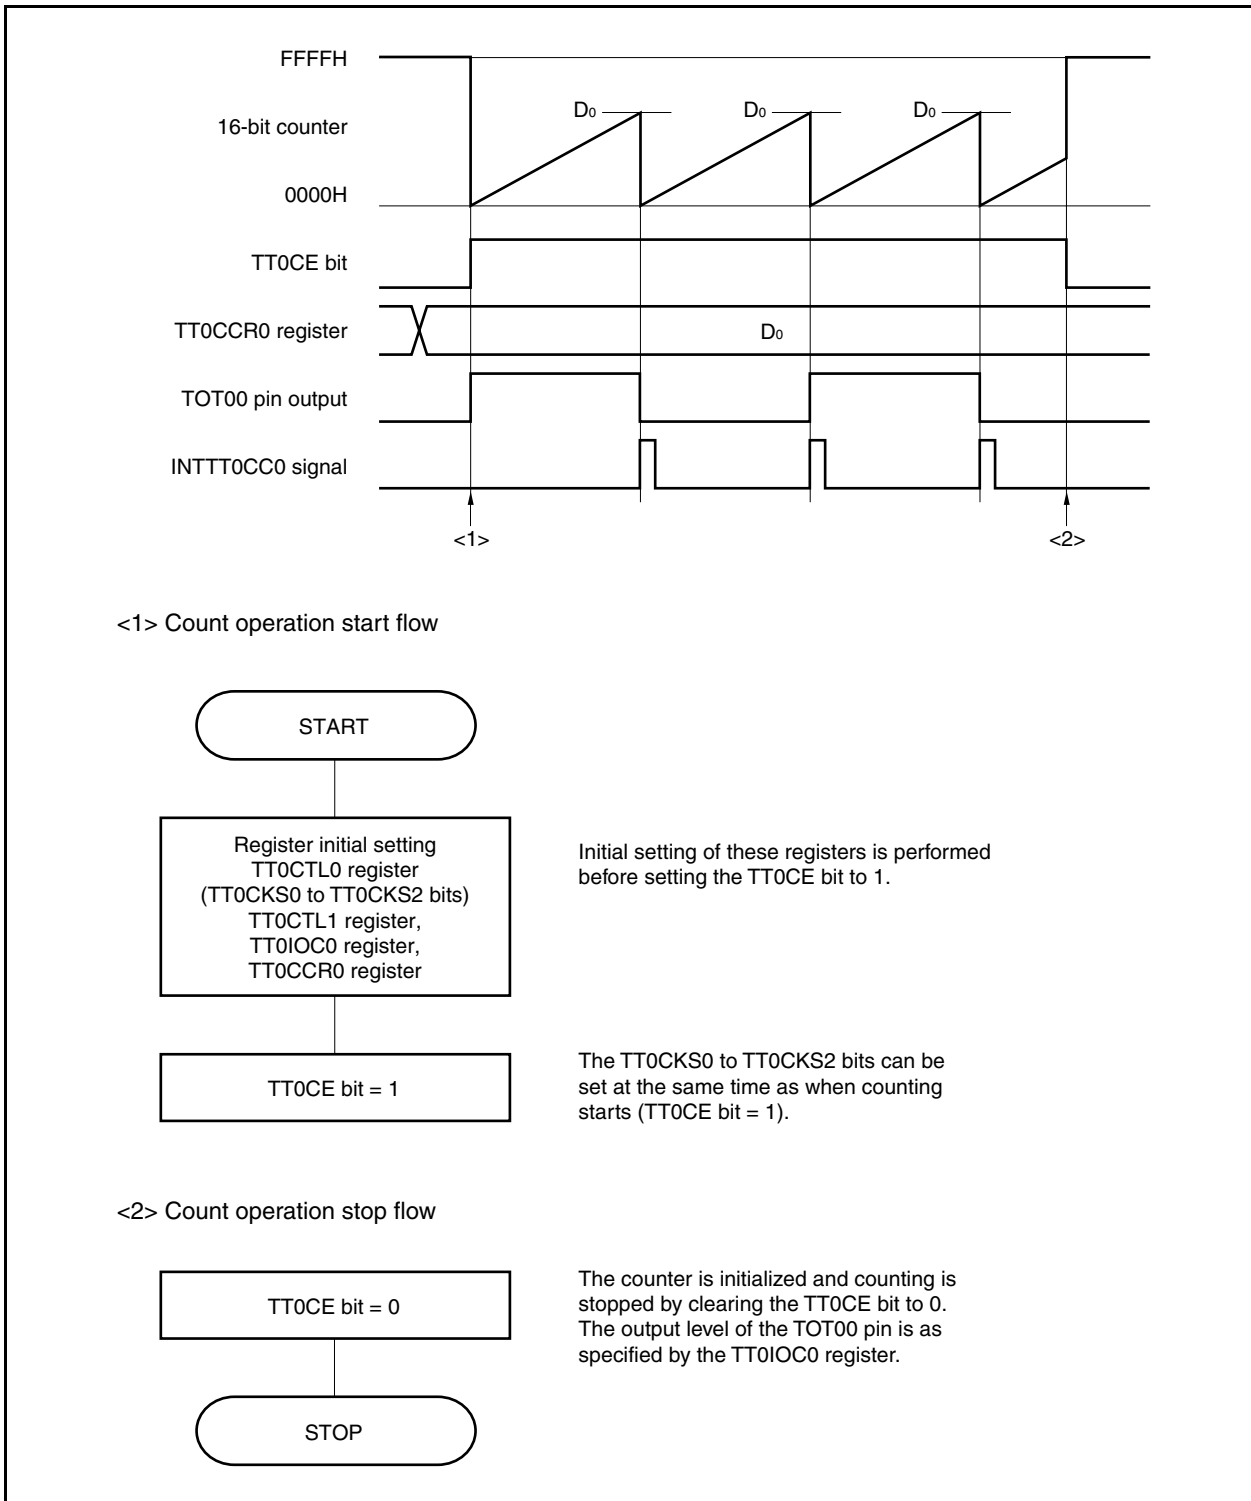 FFFFH
D0
D0
D0
16-bit counter
0000H
TT0CE bit
TT0CCR0 register
D0
TOT00 pin output
INTTT0CC0 signal
<1>
<2>
<1> Count operation start flow
START
Register initial setting
TT0CTL0 register
(TT0CKS0 to TT0CKS2 bits)
TT0CTL1 register,
TT0IOC0 register,
TT0CCR0 register
Initial setting of these registers is performed
before setting the TT0CE bit to 1.
TT0CE bit = 1
The TT0CKS0 to TT0CKS2 bits can be
set at the same time as when counting
starts (TT0CE bit = 1).
<2> Count operation stop flow
TT0CE bit = 0
The counter is initialized and counting is
stopped by clearing the TT0CE bit to 0.
The output level of the TOT00 pin is as
specified by the TT0IOC0 register.
STOP